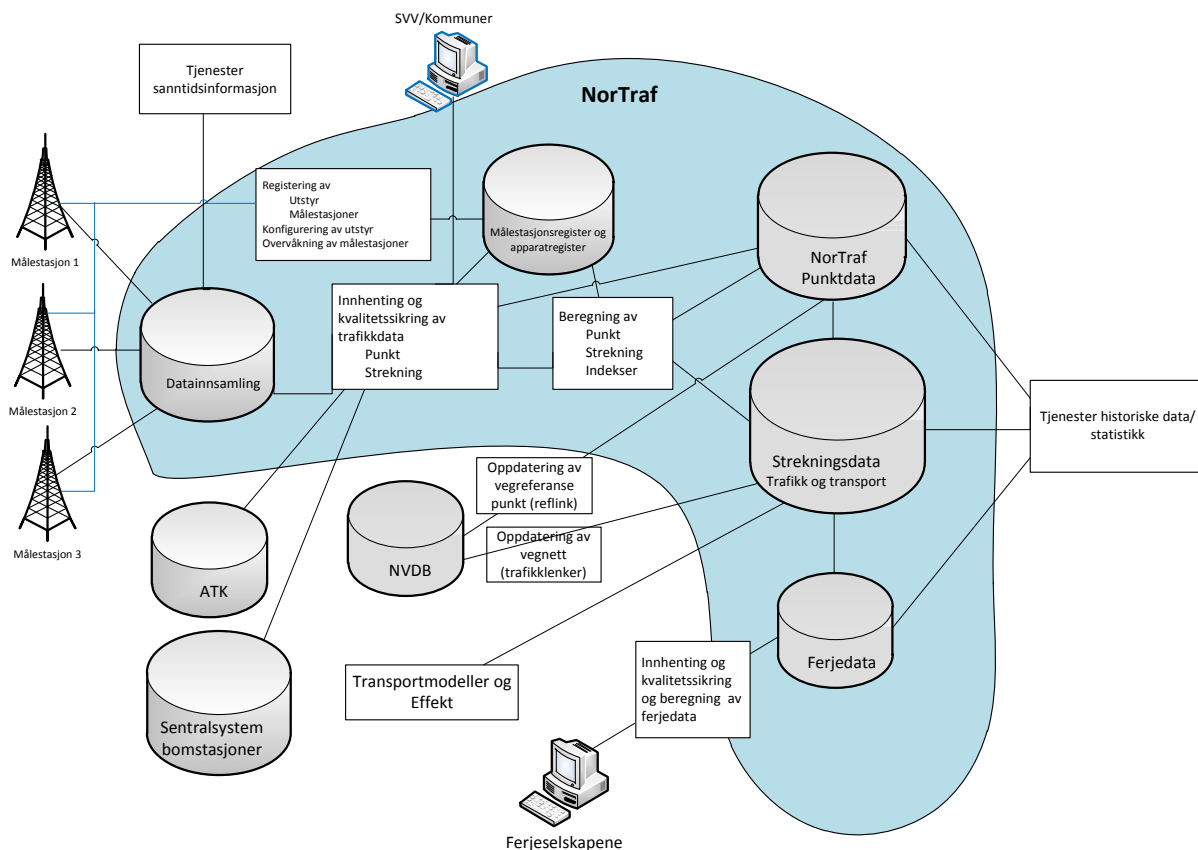 SVV/Kommuner
Tjenester
sanntidsinformasjon
NorTraf
Registering av
Utstyr
Målestasjoner
Konfigurering av utstyr
Overvåkning av målestasjoner
Målestasjonsregister og
apparatregister
NorTraf
Punktdata
Målestasjon 1
Innhenting og
kvalitetssikring av
trafikkdata
Punkt
Strekning
Beregning av
Punkt
Strekning
Indekser
Datainnsamling
Målestasjon 2
Tjenester historiske data/
statistikk
Strekningsdata
Trafikk og transport
Oppdatering av
vegreferanse
punkt (reflink)
Målestasjon 3
Oppdatering av
vegnett
(trafikklenker)
NVDB
ATK
Ferjedata
Innhenting og
kvalitetssikring
og beregning av
ferjedata
Transportmodeller og
Effekt
Sentralsystem
bomstasjoner
Ferjeselskapene